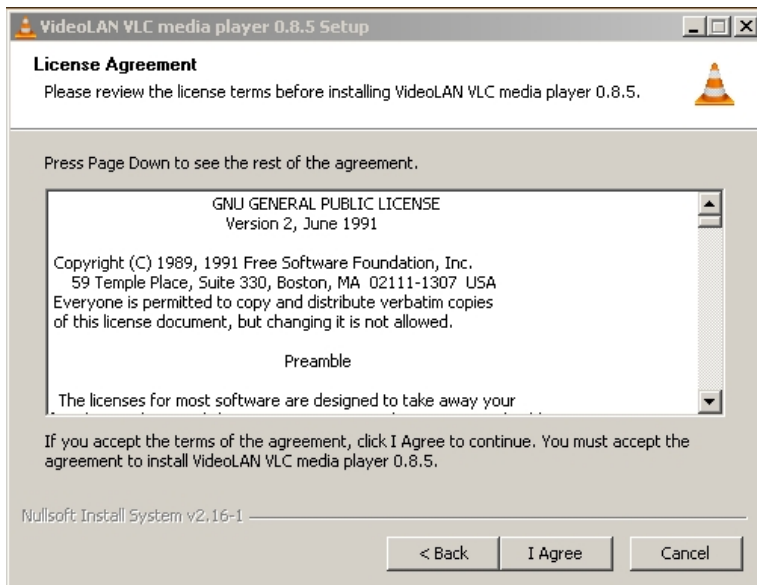 VideoLAN VLC media player 0.8.5 Setup
License Agreement
Please review the license terms before installing VideoLAN VLC media player 0.8.5.
Press Page Down to see the rest of the agreement.
GNU GENERAL PUBLIC LICENSE
Version 2, June 1991
Copyright (C) 1989, 1991 Free Software Foundation, Inc.
59 Temple Place, Suite 330, Boston, MA 02111-1307 USA
Everyone is permitted to copy and distribute verbatim copies
of this license document, but changing it is not allowed.
Preamble
The licenses for most software are designed to take away your
If you accept the terms of the agreement, click I Agree to continue. You must accept the
agreement to install VideoLAN VLC media player 0.8.5.
Nullsoft Install System v2.16-1
< Back
I Agree
Cancel